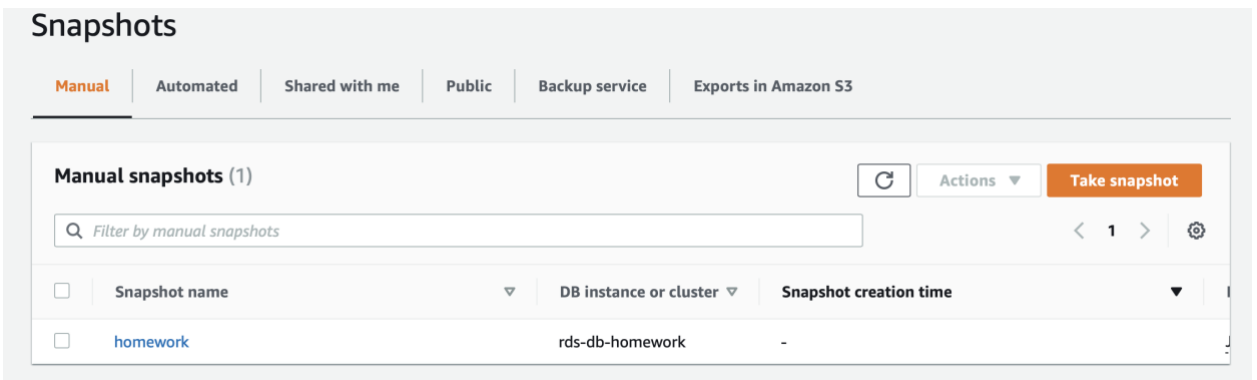 Snapshots
Manual Automated Shared with me Public Backup service Exports in Amazon S3
Manual snapshots (1) Actions Take snapshot
Filter by manual snapshots 1
Snapshot name DB instance or cluster Snapshot creation time
homework rds-db-homework -